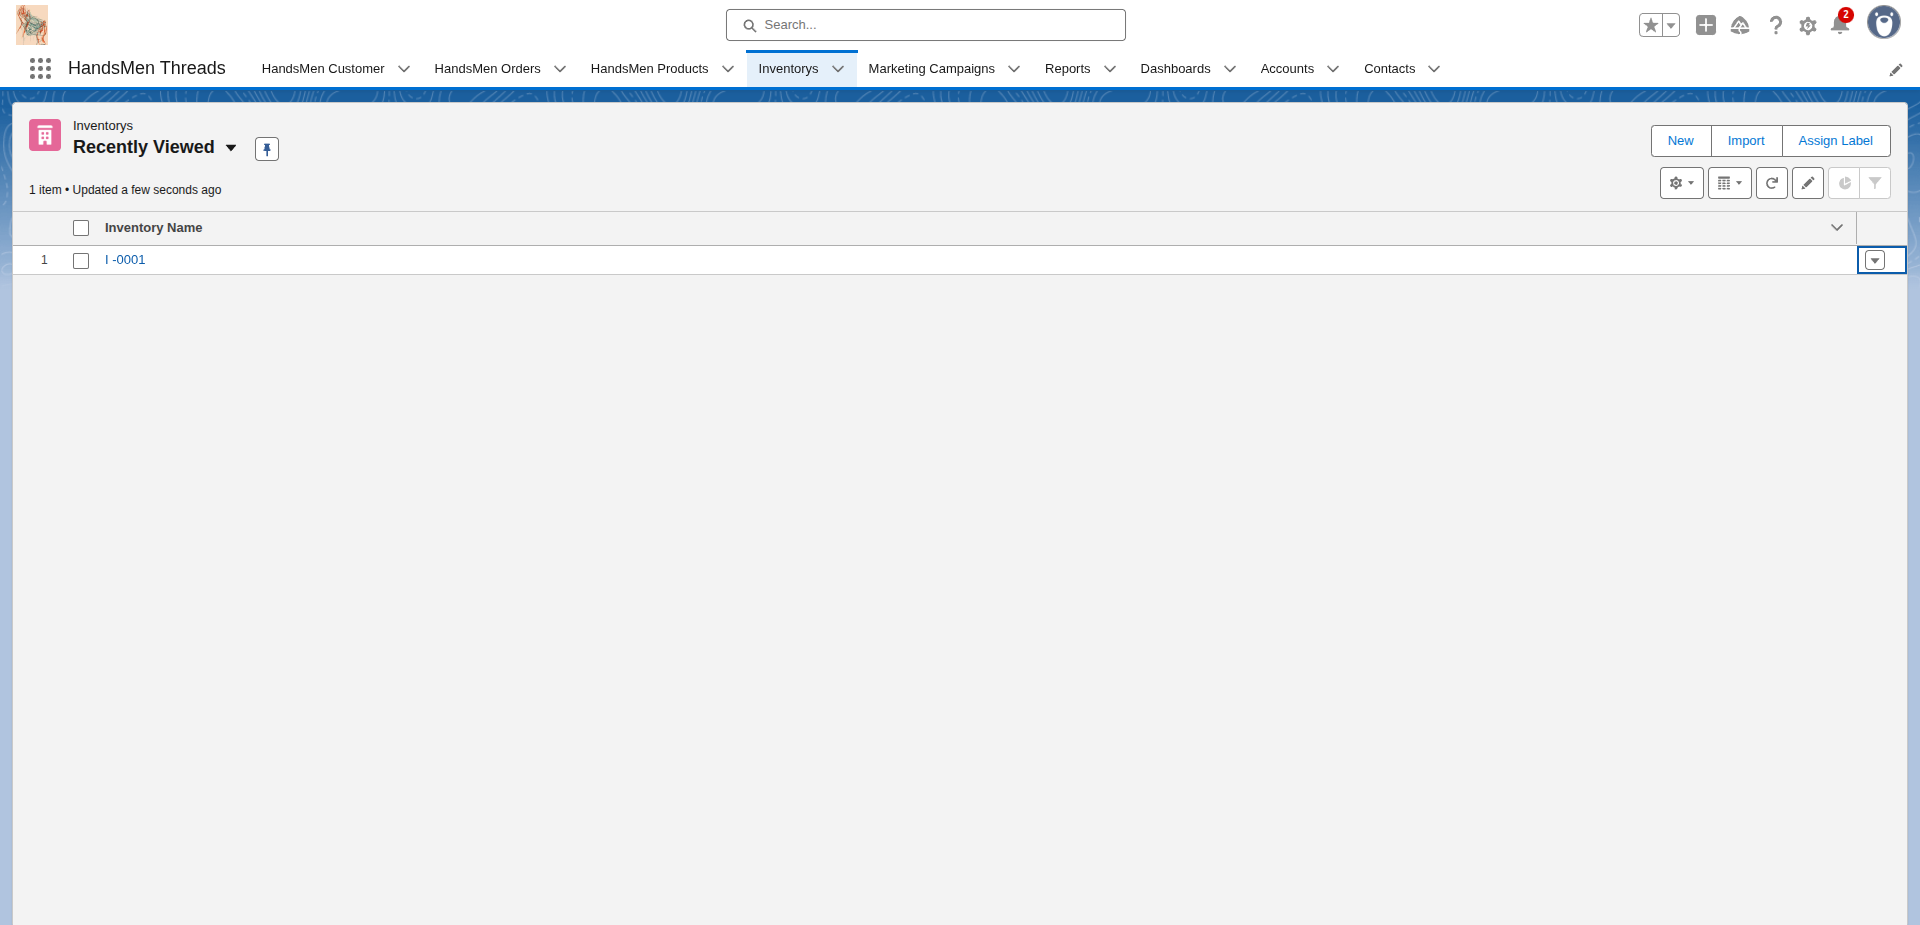 Search...
2
HandsMen Threads
HandsMen Customer
HandsMen Orders
HandsMen Products
Inventorys
Marketing Campaigns
Reports
Dashboards
Accounts
Contacts
Inventorys
Recently Viewed
New
Import
Assign Label
1 item • Updated a few seconds ago
Inventory Name
1
I -0001